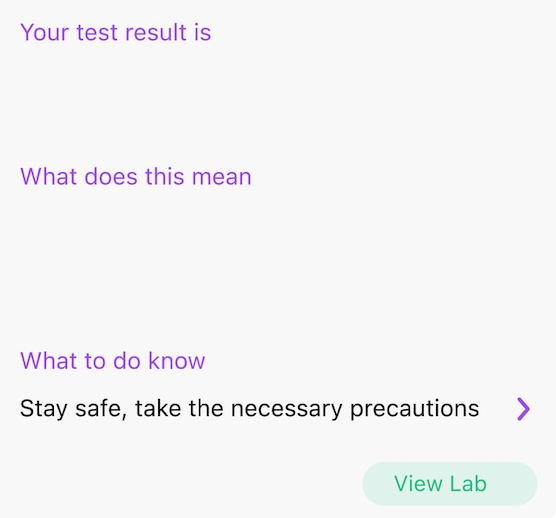 Your test result is
What does this mean
What to do know
Stay safe, take the necessary precautions
View Lab